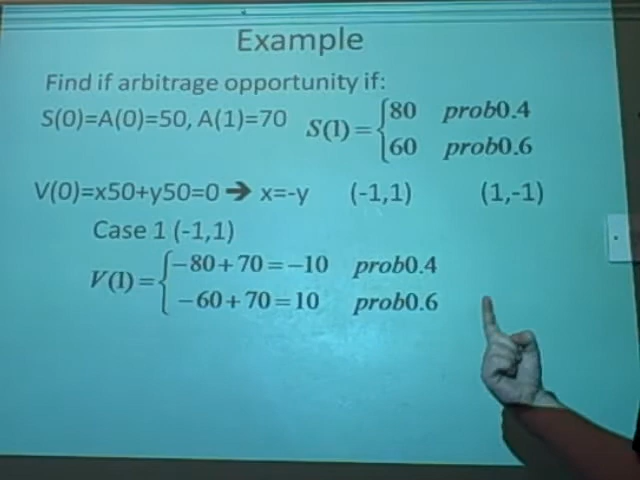 Example
Find if arbitrage opportunity if:
S(0)=A(0)=50, A(1)=70 S(1)={80 prob0.4
60 prob0.6
V(0)=x50+y50=0➔ x=-y (-1,1) (1,-1)
Case 1 (-1,1)
V(1)={−80+70=−10 prob0.4
−60+70=10 prob0.6